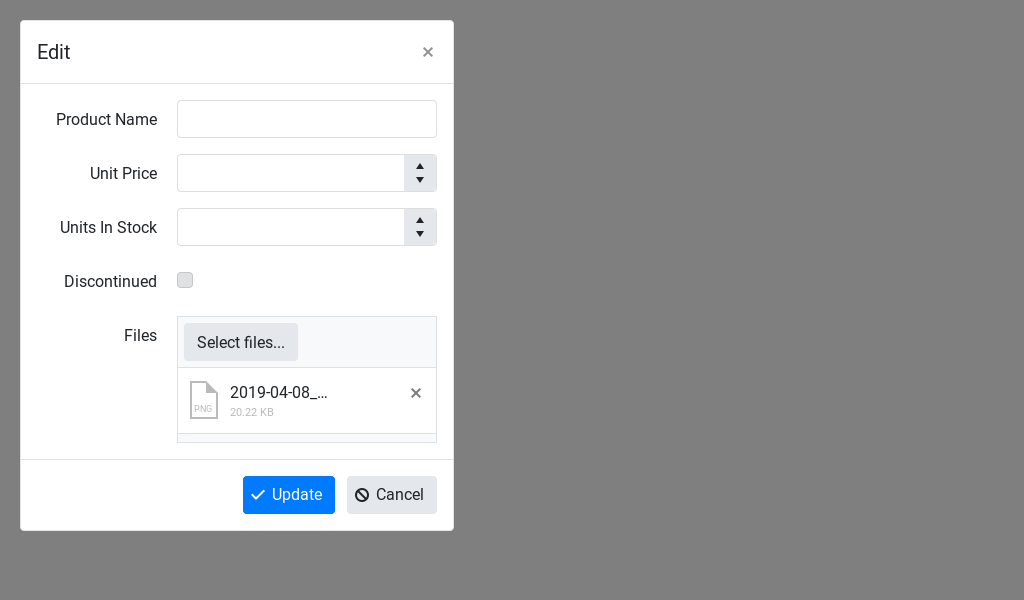 Edit
Product Name
Unit Price
Units In Stock
Discontinued
Files
Select files...
PNG
2019-04-08_...
20.22 KB
Update
Cancel